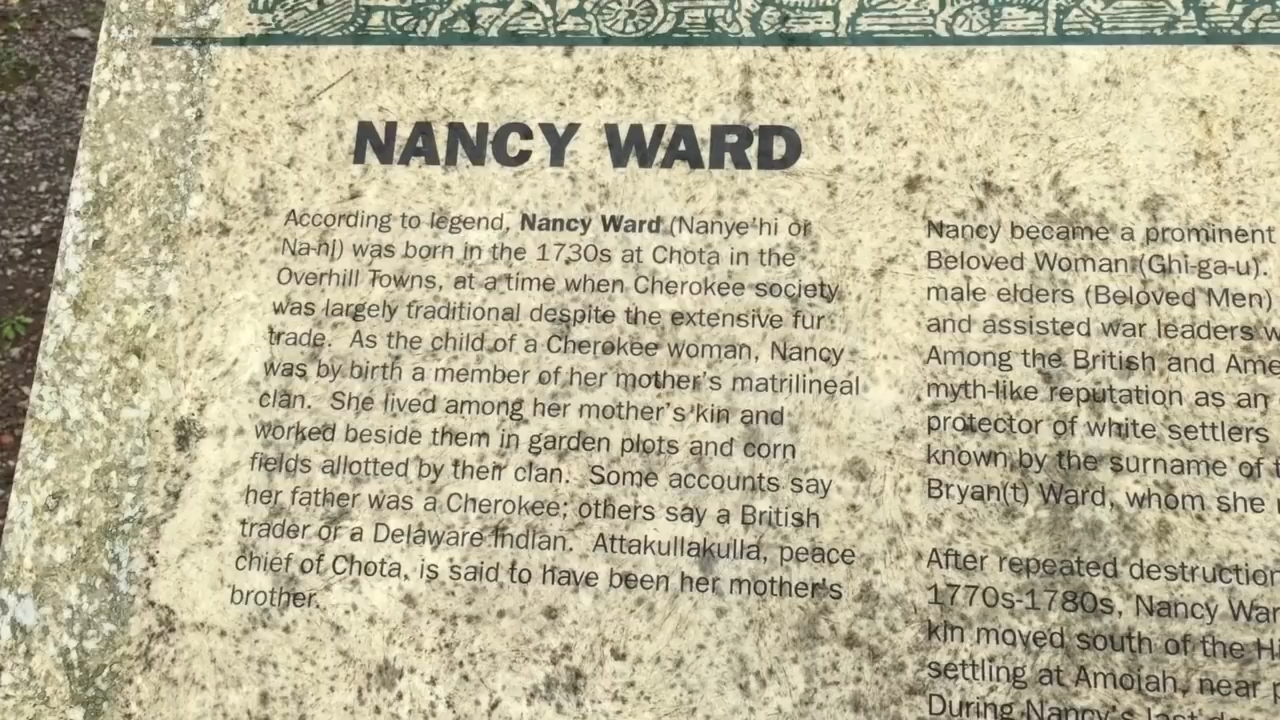 NANCY WARD
According to legend, Nancy Ward (Nanye'hi or
Na-ni) was born in the 1730s at Chota in the
Overhill Towns, at a time when Cherokee society
was largely traditional despite the extensive fur
trade. As the child of a Cherokee woman, Nancy
was by birth a member of her mother's matrilineal
clan. She lived among her mother's kin and
worked beside them in garden plots and corn
fields allotted by their clan. Some accounts say
her father was a Cherokee; others say a British
trader or a Delaware Indian. Attakullakulla, peace
chief of Chota, is said to have been her mother's
brother.
Nancy became a prominent
Beloved Woman (Ghi-ga-u).
male elders (Beloved Men)
and assisted war leaders
Among the British and
myth-like reputation as an
protector of white settlers
known by the surname of
Bryan(t) Ward, whom she
After repeated
1770s-1780s, Nancy
kin moved south of the
settling at Amoiah, near
During Nancy's